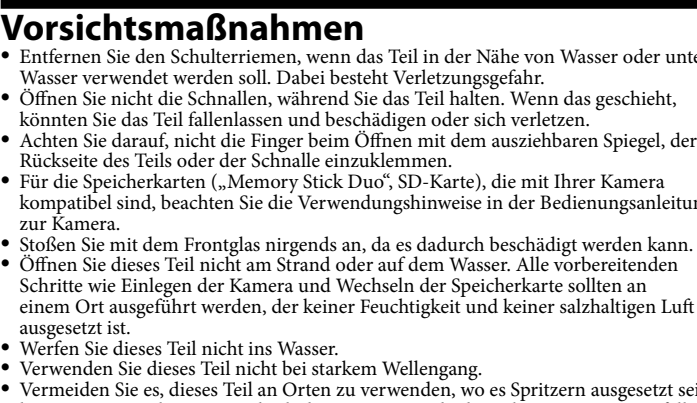 Vorsichtsmaßnahmen
• Entfernen Sie den Schulterriemen, wenn das Teil in der Nähe von Wasser oder
Wasser verwendet werden soll. Dabei besteht Verletzungsgefahr.
• Öffnen Sie nicht die Schnallen, während Sie das Teil halten. Wenn das geschieht,
könnten Sie das Teil fallenlassen und beschädigen oder sich verletzen.
• Achten Sie darauf, nicht die Finger beim Öffnen mit dem ausziehbaren Spiegel, der
Rückseite des Teils oder der Schnalle einzuklemmen.
• Für die Speicherkarten („Memory Stick Duo“, SD-Karte), die mit Ihrer Kamera
kompatibel sind, beachten Sie die Verwendungshinweise in der
zur Kamera.
• Stoßen Sie mit dem Frontglas nirgends an, da es dadurch beschädigt werden kann.
• Öffnen Sie dieses Teil nicht am Strand oder auf dem Wasser. Alle vorbereitenden
Schritte wie Einlegen der Kamera und Wechseln der Speicherkarte sollten an
einem Ort ausgeführt werden, der keiner Feuchtigkeit und keiner salzhaltigen Luft
ausgesetzt ist.
• Werfen Sie dieses Teil nicht ins Wasser.
• Verwenden Sie dieses Teil nicht bei starkem Wellengang.
• Vermeiden Sie es, dieses Teil an Orten zu verwenden, wo es Spritzern ausgesetzt